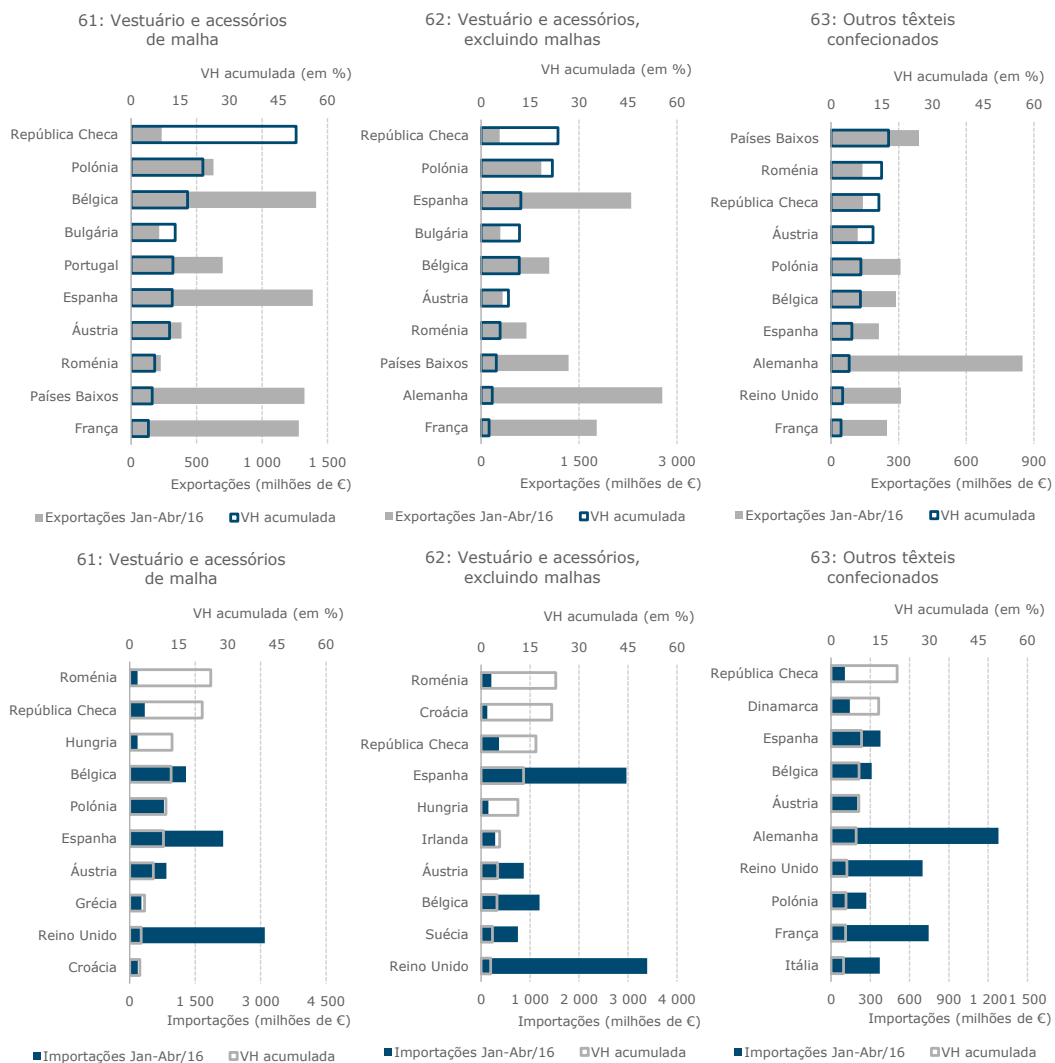 61: Vestuário e acessórios
de malha
VH acumulada (em %)
0 15 30 45 60
República Checa
Polónia
Bélgica
Bulgária
Portugal
Espanha
Áustria
Roménia
Países Baixos
França
0 500 1 000 1 500
Exportações (milhões de €)
Exportações Jan-Abr/16 VH acumulada
62: Vestuário e acessórios,
excluindo malhas
VH acumulada (em %)
0 15 30 45 60
República Checa
Polónia
Espanha
Bulgária
Bélgica
Áustria
Roménia
Países Baixos
Alemanha
França
0 1 500 3 000
Exportações (milhões de €)
Exportações Jan-Abr/16 VH acumulada
63: Outros têxteis
confecionados
VH acumulada (em %)
0 15 30 45 60
Países Baixos
Roménia
República Checa
Áustria
Polónia
Bélgica
Espanha
Alemanha
Reino Unido
França
0 300 600 900
Exportações (milhões de €)
Exportações Jan-Abr/16 VH acumulada
61: Vestuário e acessórios
de malha
VH acumulada (em %)
0 15 30 45 60
Roménia
República Checa
Hungria
Bélgica
Polónia
Espanha
Áustria
Grécia
Reino Unido
Croácia
0 1 500 3 000 4 500
Importações (milhões de €)
Importações Jan-Abr/16 VH acumulada
62: Vestuário e acessórios,
excluindo malhas
VH acumulada (em %)
0 15 30 45 60
Roménia
Croácia
República Checa
Espanha
Hungria
Irlanda
Áustria
Bélgica
Suécia
Reino Unido
0 1 000 2 000 3 000 4 000
Importações (milhões de €)
Importações Jan-Abr/16 VH acumulada
63: Outros têxteis
confecionados
VH acumulada (em %)
0 15 30 45 60
República Checa
Dinamarca
Espanha
Bélgica
Áustria
Alemanha
Reino Unido
Polónia
França
Itália
0 300 600 900 1 200 1 500
Importações (milhões de €)
Importações Jan-Abr/16 VH acumulada